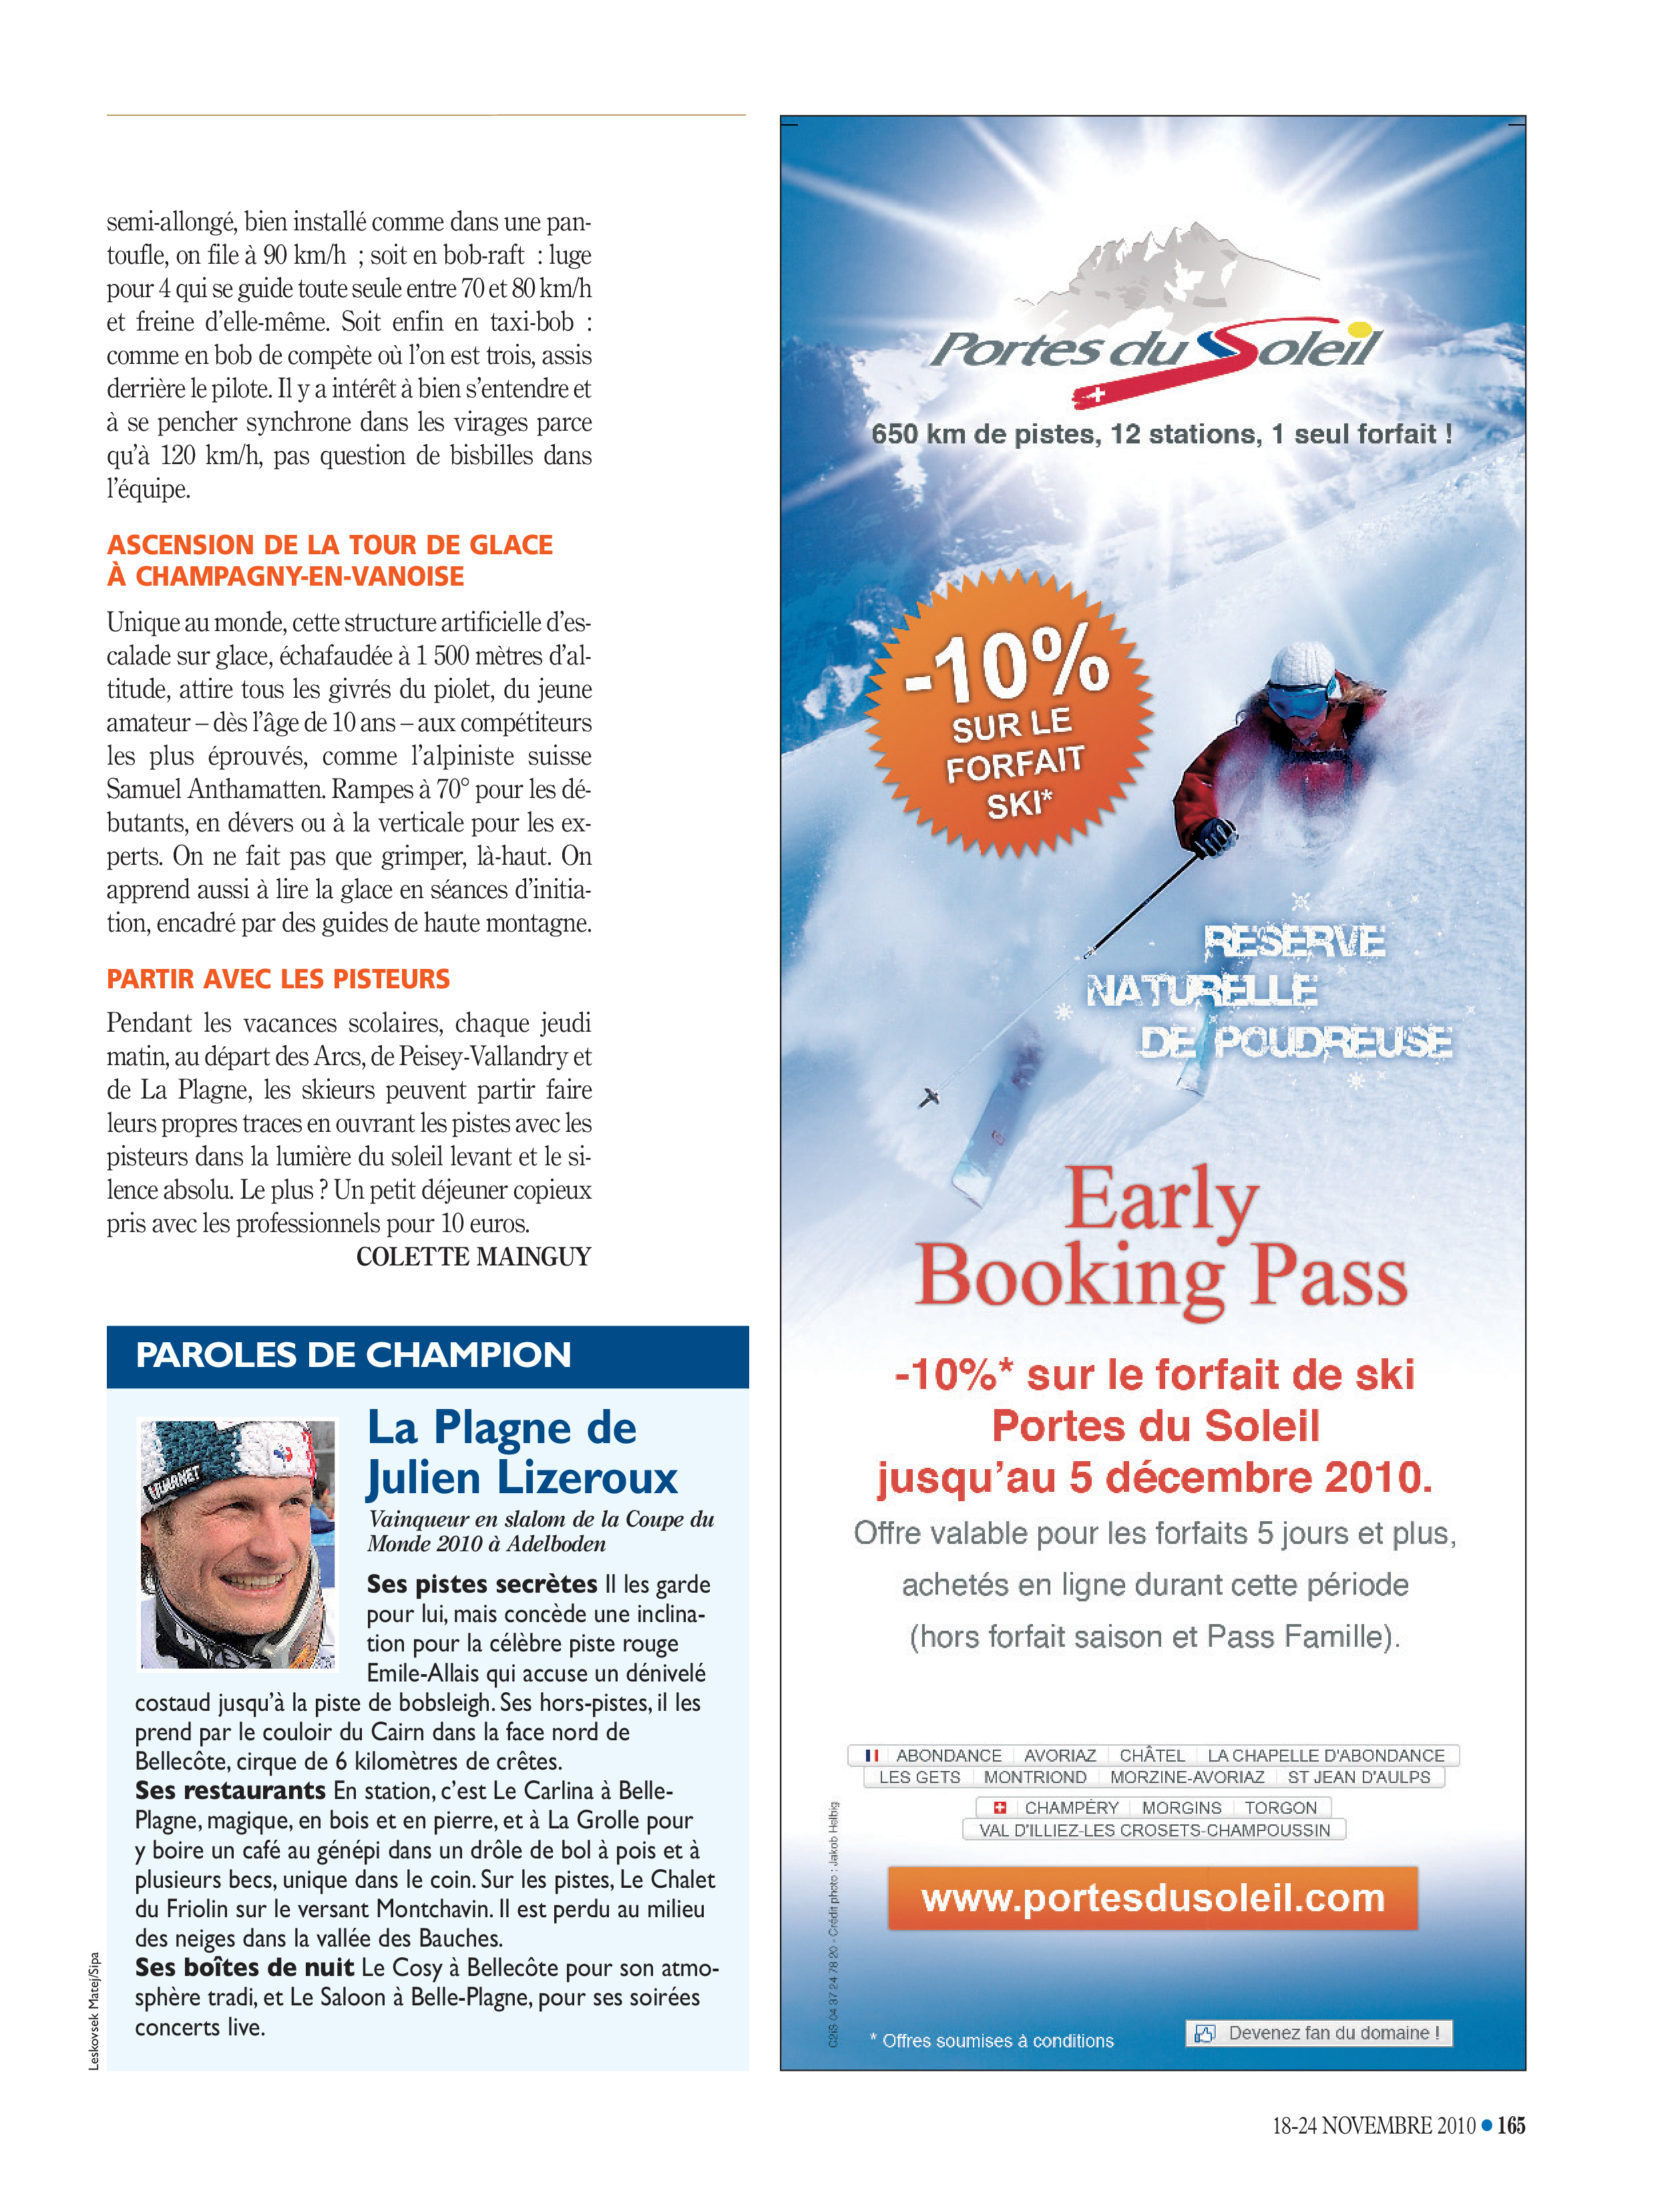 semi-allongé, bien installé comme dans une pan-
toufle, on file à 90 km/h ; soit en bob-raft : luge
pour 4 qui se guide toute seule entre 70 et 80 km/h
et freine d’elle-même. Soit enfin en taxi-bob :
comme en bob de compète où l’on est trois, assis
derrière le pilote. Il y a intérêt à bien s’entendre et
à se pencher synchrone dans les virages parce
qu’à 120 km/h, pas question de bisbilles dans
l’équipe.
ASCENSION DE LA TOUR DE GLACE
À CHAMPAGNY-EN-VANOISE
Unique au monde, cette structure artificielle d’es-
calade sur glace, échafaudée à 1 500 mètres d’al-
titude, attire tous les givrés du piolet, du jeune
amateur – dès l’âge de 10 ans – aux compétiteurs
les plus éprouvés, comme l’alpiniste suisse
Samuel Anthamatten. Rampes à 70° pour les dé-
butants, en dévers ou à la verticale pour les ex-
perts. On ne fait pas que grimper, là-haut. On
apprend aussi à lire la glace en séances d’initia-
tion, encadré par des guides de haute montagne.
PARTIR AVEC LES PISTEURS
Pendant les vacances scolaires, chaque jeudi
matin, au départ des Arcs, de Peisey-Vallandry et
de La Plagne, les skieurs peuvent partir faire
leurs propres traces en ouvrant les pistes avec les
pisteurs dans la lumière du soleil levant et le si-
lence absolu. Le plus ? Un petit déjeuner copieux
pris avec les professionnels pour 10 euros.
COLETTE MAINGUY
PAROLES DE CHAMPION
La Plagne de
Julien Lizeroux
Vainqueur en slalom de la Coupe du
Monde 2010 à Adelboden
Ses pistes secrètes Il les garde
pour lui, mais concède une inclina-
tion pour la célèbre piste rouge
Emile-Allais qui accuse un dénivelé
costaud jusqu’à la piste de bobsleigh. Ses hors-pistes, il les
prend par le couloir du Cairn dans la face nord de
Bellecôte, cirque de 6 kilomètres de crêtes.
Ses restaurants En station, c’est Le Carlina à Belle-
Plagne, magique, en bois et en pierre, et à La Grolle pour
y boire un café au génépi dans un drôle de bol à pois et à
plusieurs becs, unique dans le coin. Sur les pistes, Le Chalet
du Friolin sur le versant Montchavin. Il est perdu au milieu
des neiges dans la vallée des Bauches.
Ses boîtes de nuit Le Cosy à Bellecôte pour son atmo-
sphère tradi, et Le Saloon à Belle-Plagne, pour ses soirées
concerts live.
Leskovsek Matej/Sipa
Portes du Soleil
650 km de pistes, 12 stations, 1 seul forfait !
-10%
SUR LE
FORFAIT
SKI*
RESERVE
NATURELLE
DE POUDREUSE
Early
Booking Pass
-10%* sur le forfait de ski
Portes du Soleil
jusqu’au 5 décembre 2010.
Offre valable pour les forfaits 5 jours et plus,
achetés en ligne durant cette période
(hors forfait saison et Pass Famille).
ABONDANCE AVORIAZ CHÂTEL LA CHAPELLE D'ABONDANCE
LES GETS MONTRIOND MORZINE-AVORIAZ ST JEAN D'AULPS
CHAMPÉRY MORGINS TORGON
VAL D'ILLIEZ-LES CROSETS-CHAMPOUSSIN
www.portesdusoleil.com
C2iS 04 37 24 78 20 - Crédit photo : Jakob Helbig
* Offres soumises à conditions
Devenez fan du domaine !
18-24 NOVEMBRE 2010 ● 165